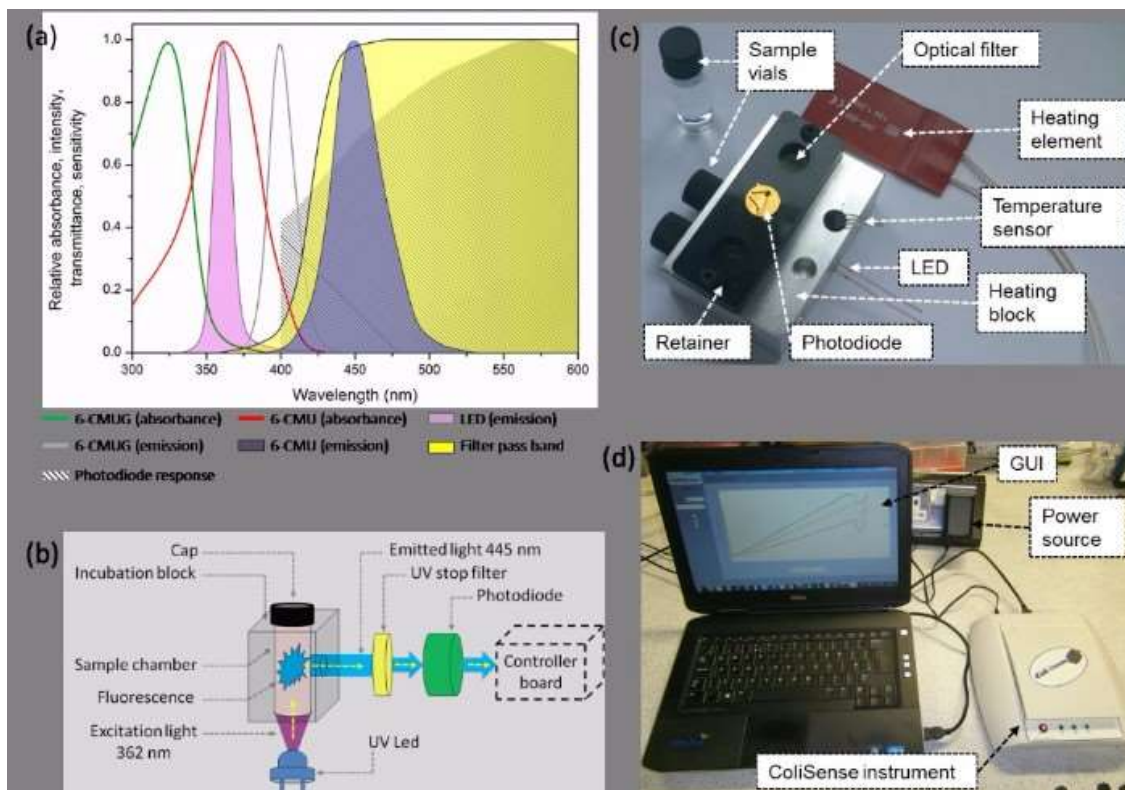 (a)
Relative absorbance, intensity,
transmittance, sensitivity
1.0
0.8
0.6
0.4
0.2
0.0
300 350 400 450 500 550 600
Wavelength (nm)
6-CMUG (absorbance) 6-CMU (absorbance) LED (emission)
6-CMUG (emission) 6-CMU (emission) Filter pass band
Photodiode response
(b)
Cap
Incubation block
Sample chamber
Fluorescence
Excitation light
362 nm
Emitted light 445 nm
UV stop filter
Photodiode
Controller
board
UV Led
(c)
Sample
vials
Optical filter
Heating
element
Temperature
sensor
LED
Heating
block
Retainer
Photodiode
(d)
GUI
Power
source
ColiSense instrument